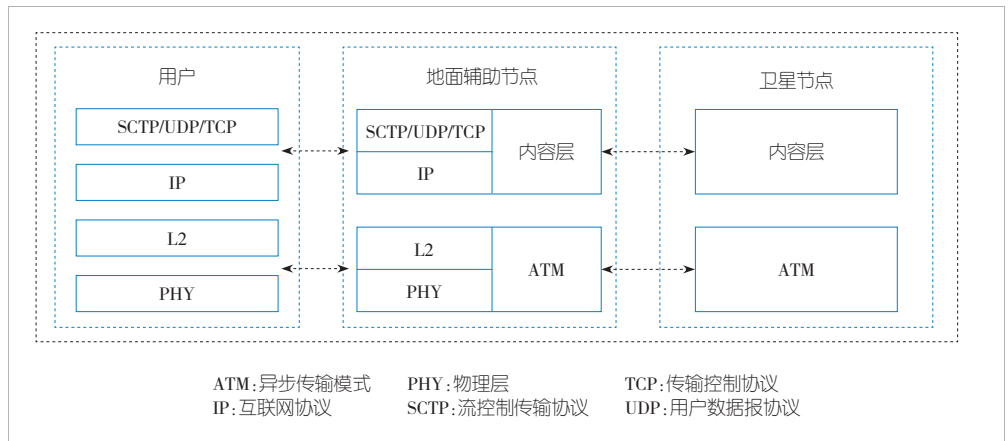 用户
地面辅助节点
卫星节点
SCTP/UDP/TCP
IP
L2
PHY
SCTP/UDP/TCP
IP
内容层
L2
PHY
ATM
内容层
ATM
ATM:异步传输模式 PHY:物理层 TCP:传输控制协议
IP:互联网协议 SCTP:流控制传输协议 UDP:用户数据报协议